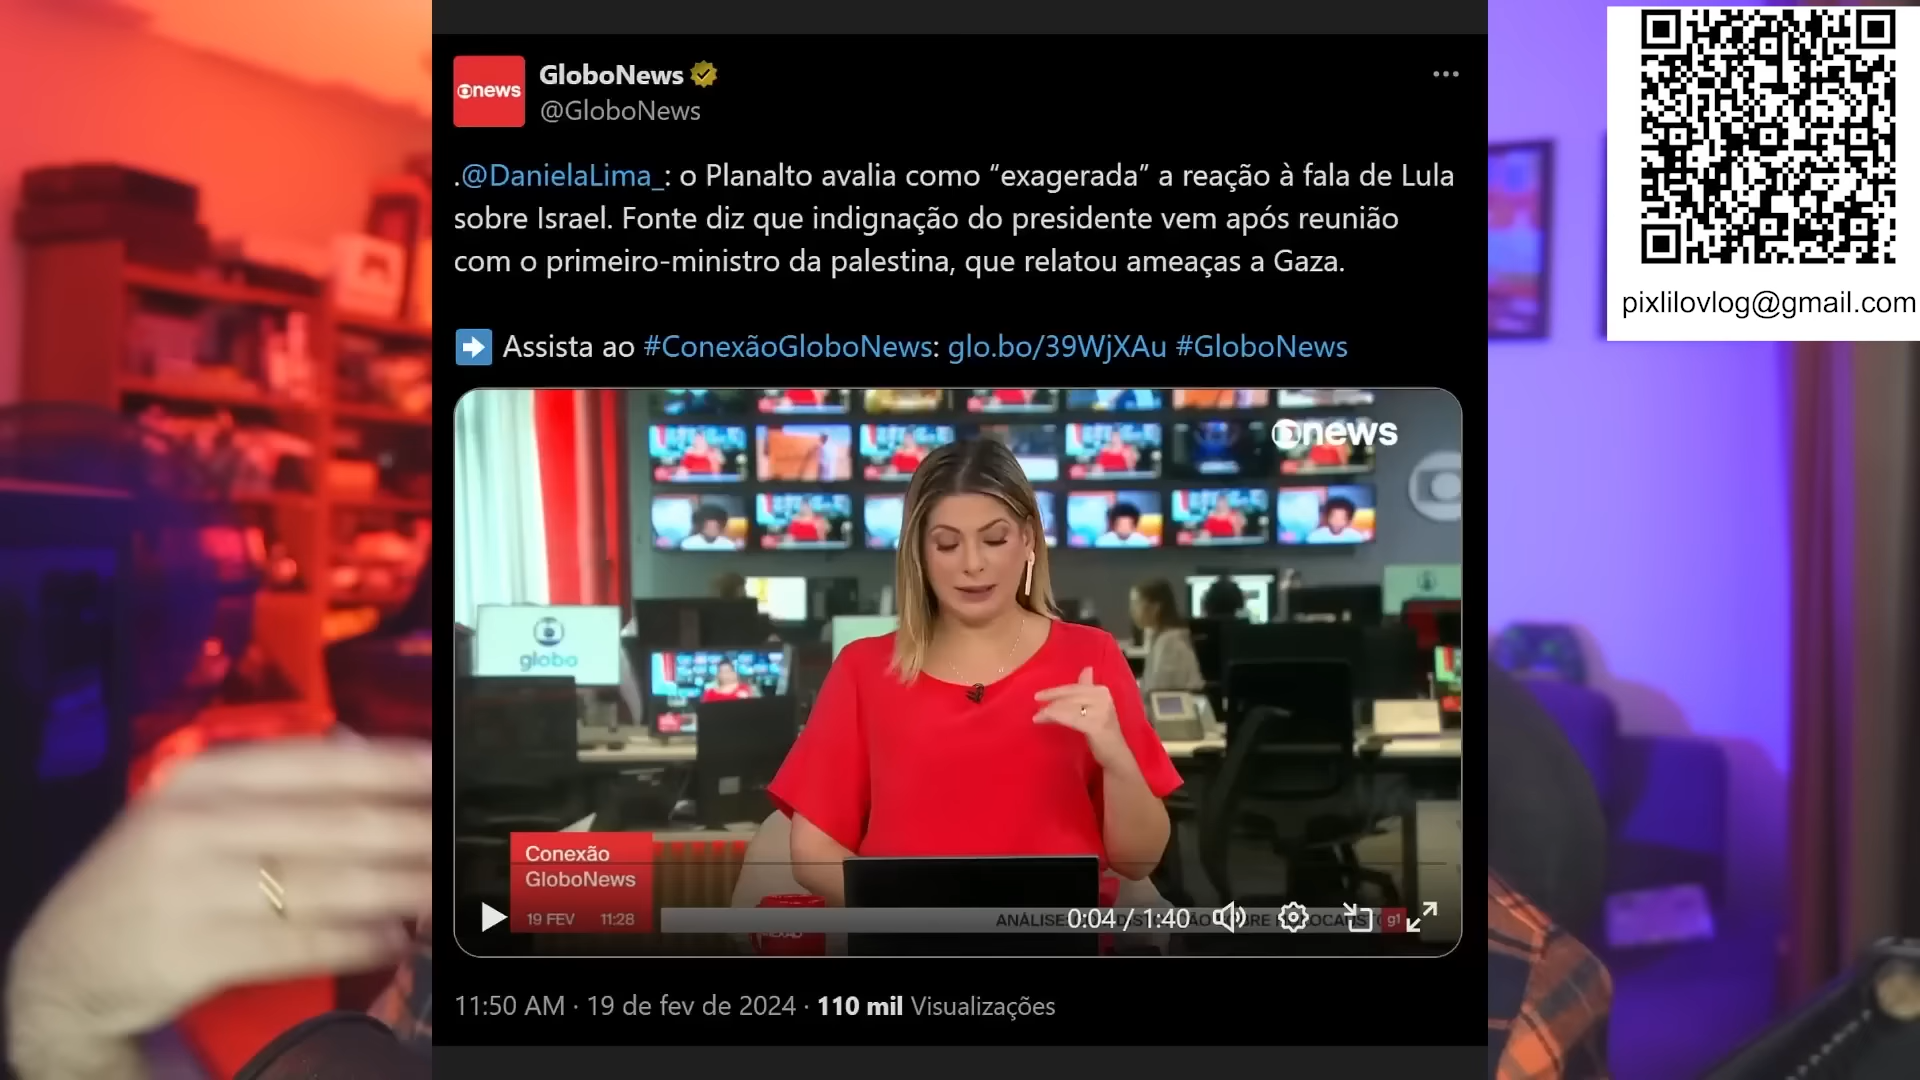 news
GloboNews
@GloboNews
.@DanielaLima_: o Planalto avalia como “exagerada” a reação à fala de Lula
sobre Israel. Fonte diz que indignação do presidente vem após reunião
com o primeiro-ministro da palestina, que relatou ameaças a Gaza.
Assista ao #ConexãoGloboNews: glo.bo/39WjXAu #GloboNews
news
globo
Conexão
GloboNews
19 FEV 11:28
0:04 / 1:40
g1
11:50 AM · 19 de fev de 2024 · 110 mil Visualizações
pixlilovlog@gmail.com